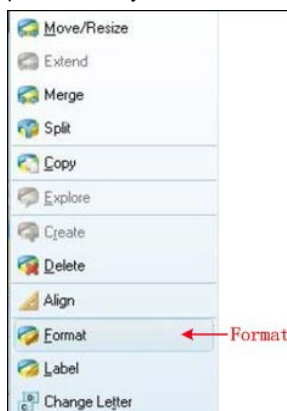 Move/Resize
Extend
Merge
Split
Copy
Explore
Create
Delete
Align
Format Format
Label
Change Letter